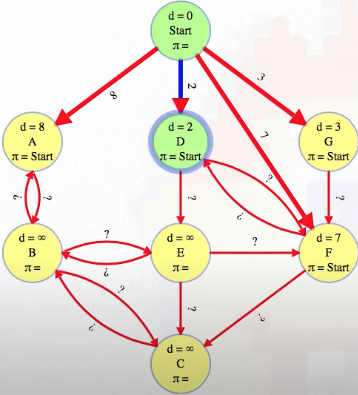 d = 0
Start
π =
8
2
7
3
d = 8
A
π = Start
d = 2
D
π = Start
d = 3
G
π = Start
?
?
?
?
?
?
d = ∞
B
π =
?
?
d = ∞
E
π =
?
d = 7
F
π = Start
?
?
?
?
d = ∞
C
π =